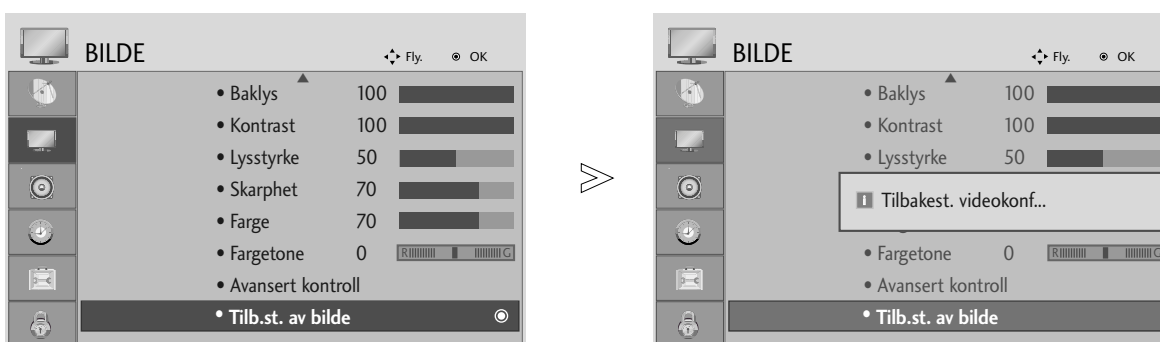 BILDE Fly. OK
• Baklys 100
• Kontrast 100
• Lysstyrke 50
• Skarphet 70
• Farge 70
• Fargetone 0 R G
• Avansert kontroll
• Tilb.st. av bilde
BILDE Fly. OK
• Baklys 100
• Kontrast 100
• Lysstyrke 50
Tilbakest. videokonf...
• Fargetone 0 R G
• Avansert kontroll
• Tilb.st. av bilde